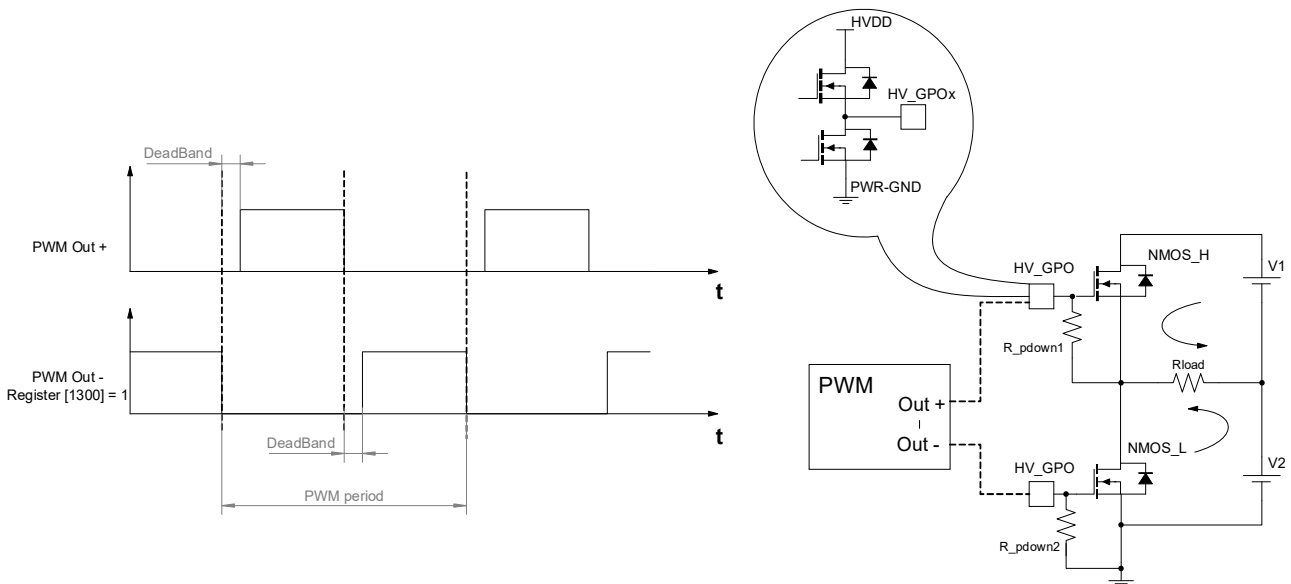 DeadBand
PWM Out +
t
PWM Out -
Register [1300] = 1
t
DeadBand
PWM period
HVDD
HV_GPOx
PWR-GND
HV_GPO
NMOS_H
V1
R_pdown1
Rload
PWM
Out +
Out -
HV_GPO
NMOS_L
V2
R_pdown2